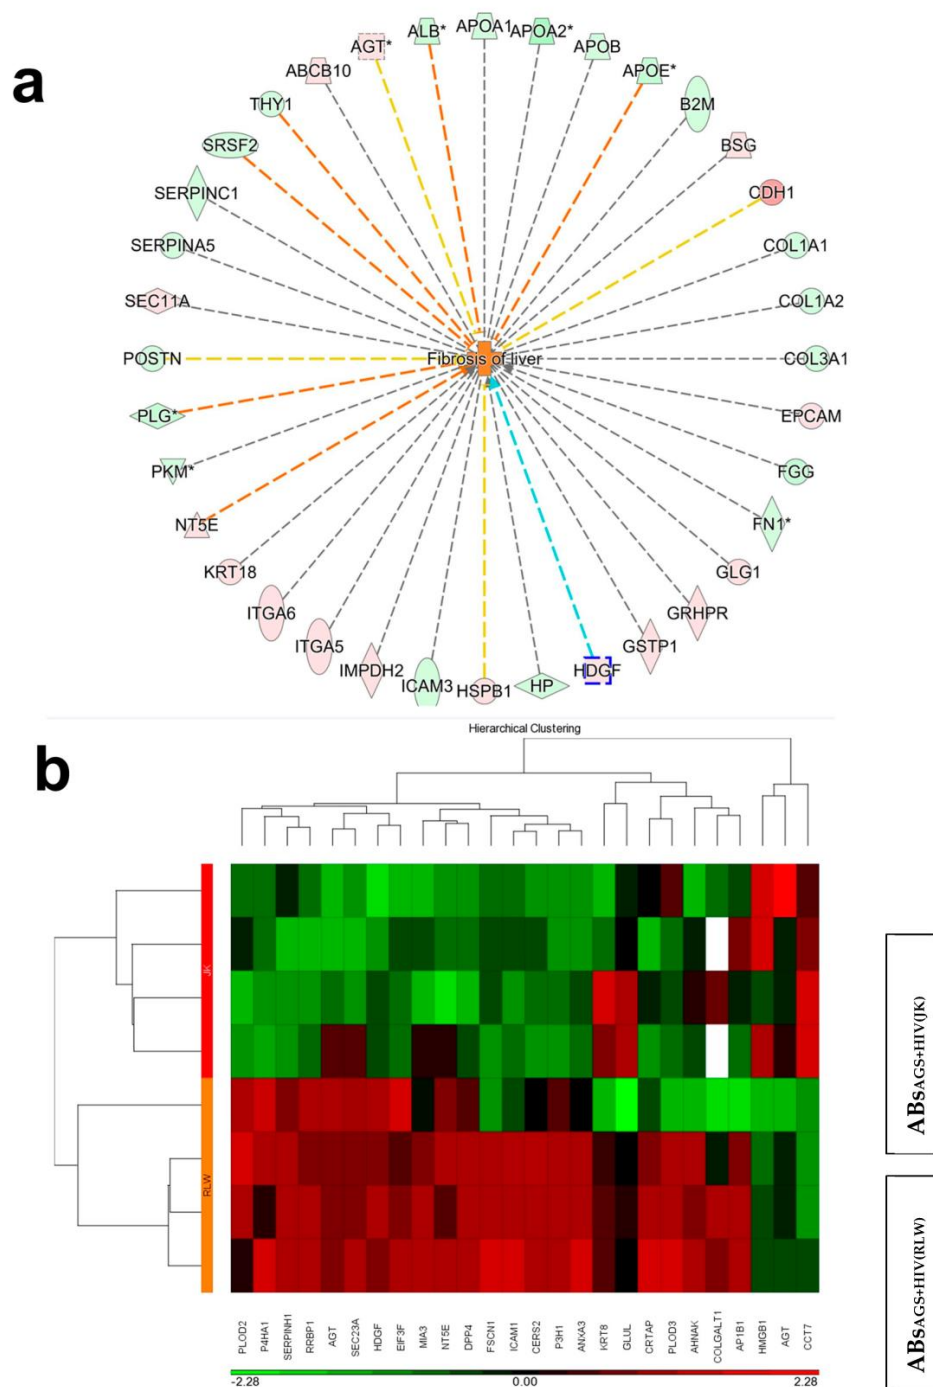 a
APOA1
ALB*
APOA2*
AGT*
APOB
ABCB10
APOE*
THY1
B2M
SRSF2
BSG
SERPINC1
CDH1
SERPINA5
COL1A1
SEC11A
COL1A2
POSTN
Fibrosis of liver
COL3A1
PLG*
EPCAM
PKM*
FGG
NT5E
FN1*
KRT18
GLG1
ITGA6
GRHPR
ITGA5
GSTP1
IMPDH2
HDGF
ICAM3
HSPB1
HP
b
Hierarchical Clustering
JK
RLW
ABSAGS+HIV(JK)
ABSAGS+HIV(RLW)
PLOD2
P4HA1
SERPINH1
RRBP1
AGT
SEC23A
HDGF
EIF3F
MIA3
NT5E
DPP4
FSCN1
ICAM1
CERS2
P3H1
ANXA3
KRT8
GLUL
CRTAP
PLOD3
AHNAK
COLGALT1
AP1B1
HMGB1
AGT
CCT7
-2.28
0.00
2.28